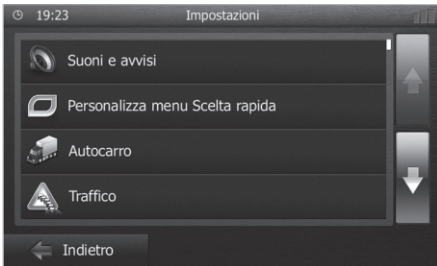 19:23 Impostazioni
Suoni e avvisi
Personalizza menu Scelta rapida
Autocarro
Traffico
Indietro